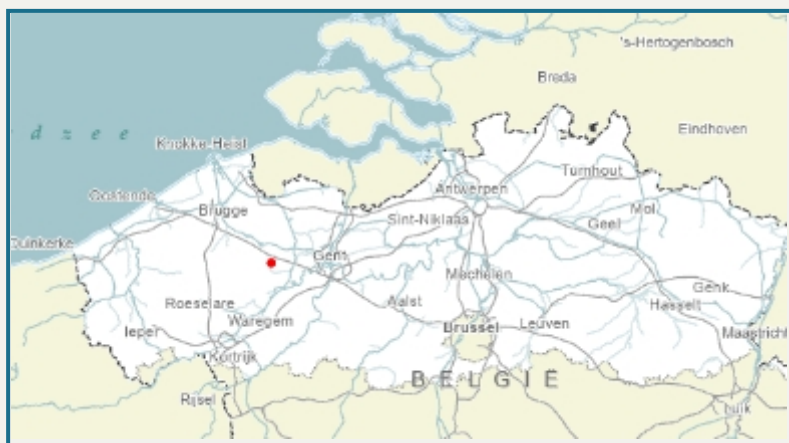 's-Hertogenbosch
Breda
Eindhoven
d z e e
Knokke-Heist
Turnhout
Antwerpen
Oostende
Brugge
Mol
Sint-Niklaas
Geel
Duinkerke
Gent
Mechelen
Genk
Roeselare
Aalst
Hasselt
Waregem
Ieper
Brussel
Leuven
Maastricht
Kortrijk
BELGIË
Rijsel
Luik